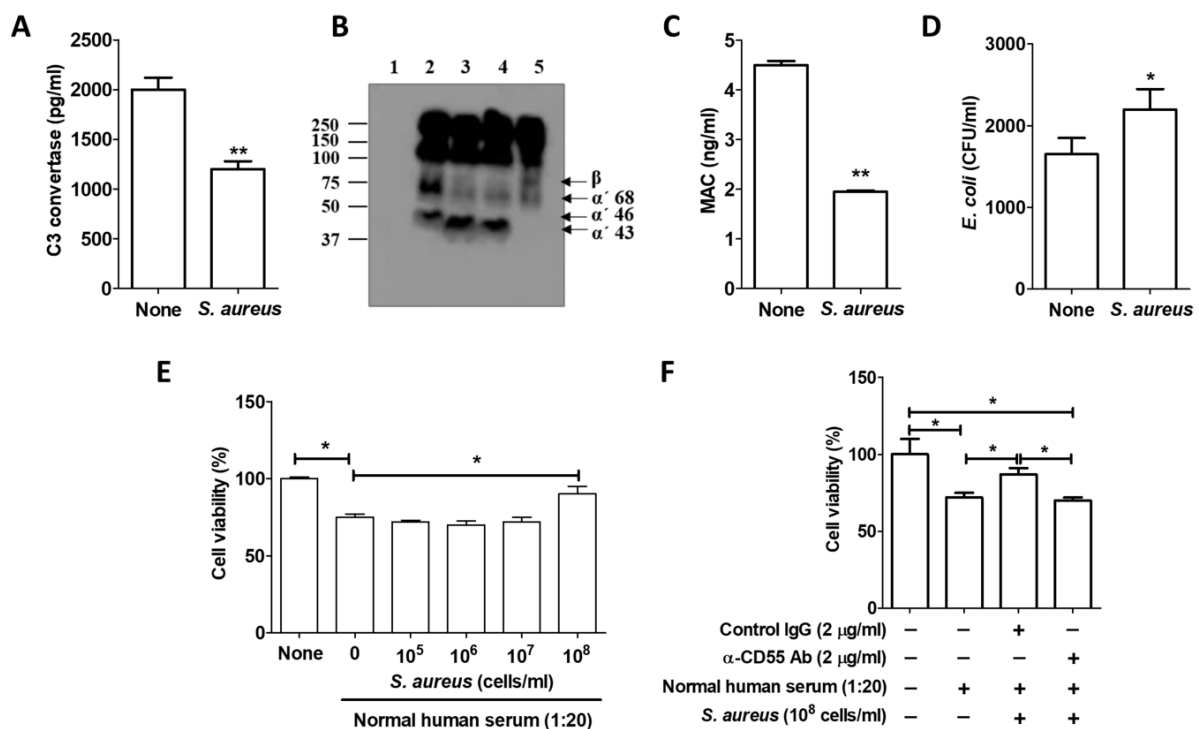 A
C3 convertase (pg/ml)
2500
2000
1500
1000
500
0
**
None S. aureus
B
1 2 3 4 5
250
150
100
75
50
37
β
α´ 68
α´ 46
α´ 43
C
MAC (ng/ml)
5
4
3
2
1
0
**
None S. aureus
D
E. coli (CFU/ml)
3000
2000
1000
0
*
None S. aureus
E
Cell viability (%)
150
100
50
0
* *
None 0 10⁵ 10⁶ 10⁷ 10⁸
S. aureus (cells/ml)
Normal human serum (1:20)
F
Cell viability (%)
150
100
50
0
*
*
* *
Control IgG (2 μg/ml) – – + –
α-CD55 Ab (2 μg/ml) – – – +
Normal human serum (1:20) – + + +
S. aureus (10⁸ cells/ml) – – + +